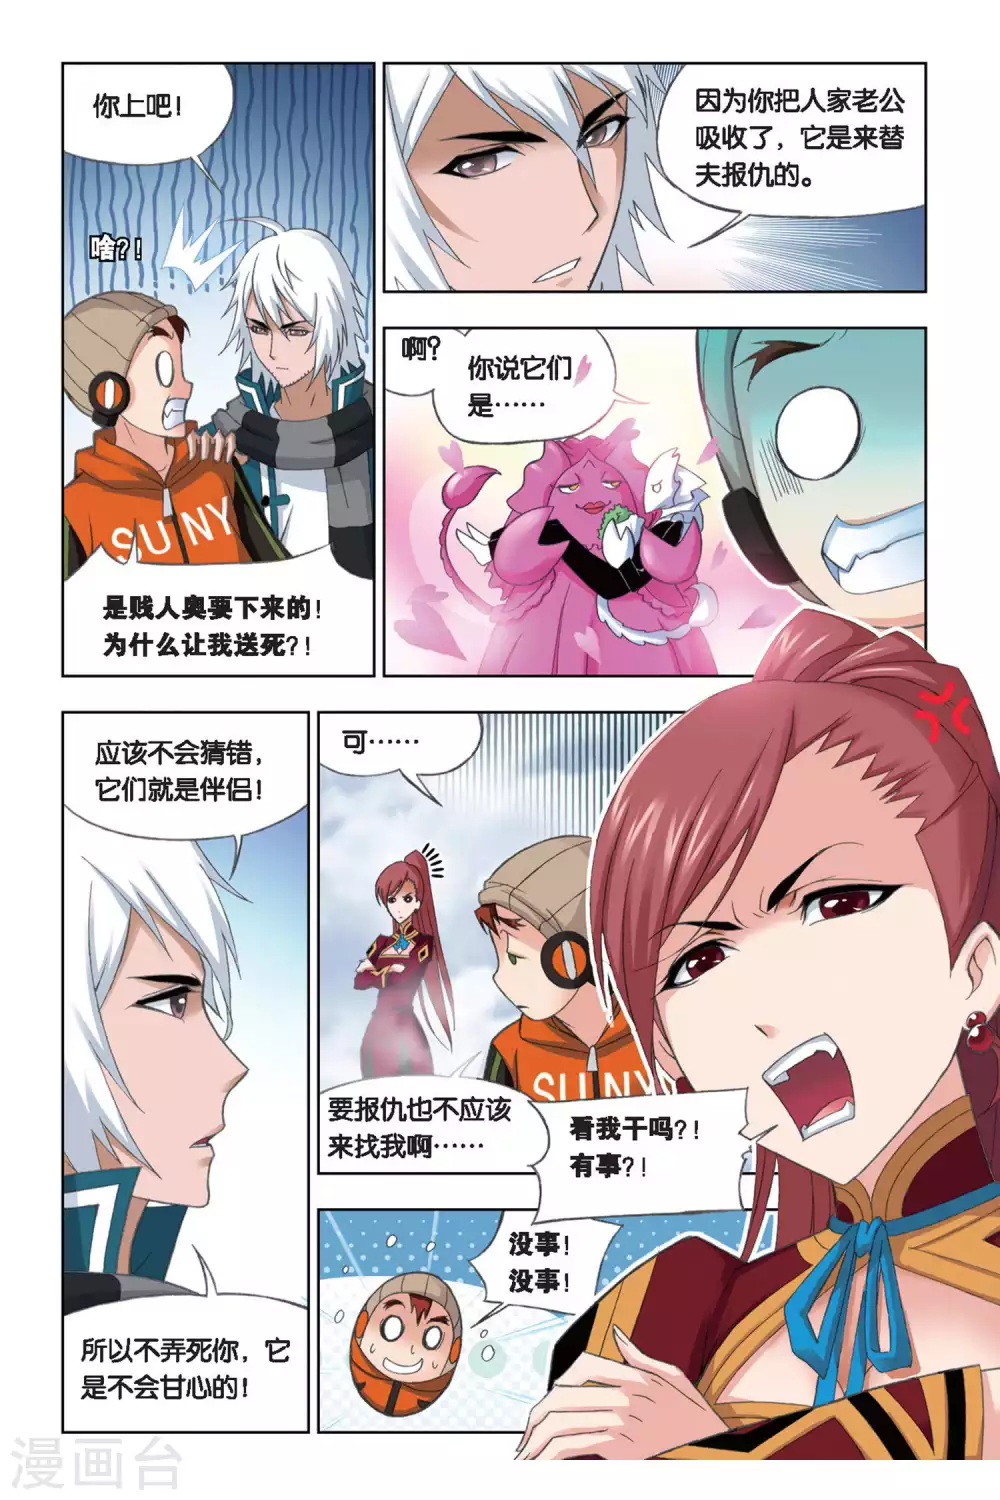 你上吧！
啥？！
SUNY
是贱人奥要下来的！
为什么让我送死？！
因为你把人家老公
吸收了，它是来替
夫报仇的。
啊？
你说它们
是……
应该不会猜错，
它们就是伴侣！
所以不弄死你，它
是不会甘心的！
可……
SUNY
要报仇也不应该
来找我啊……
看我干吗？！
有事？！
没事！
没事！
漫画台